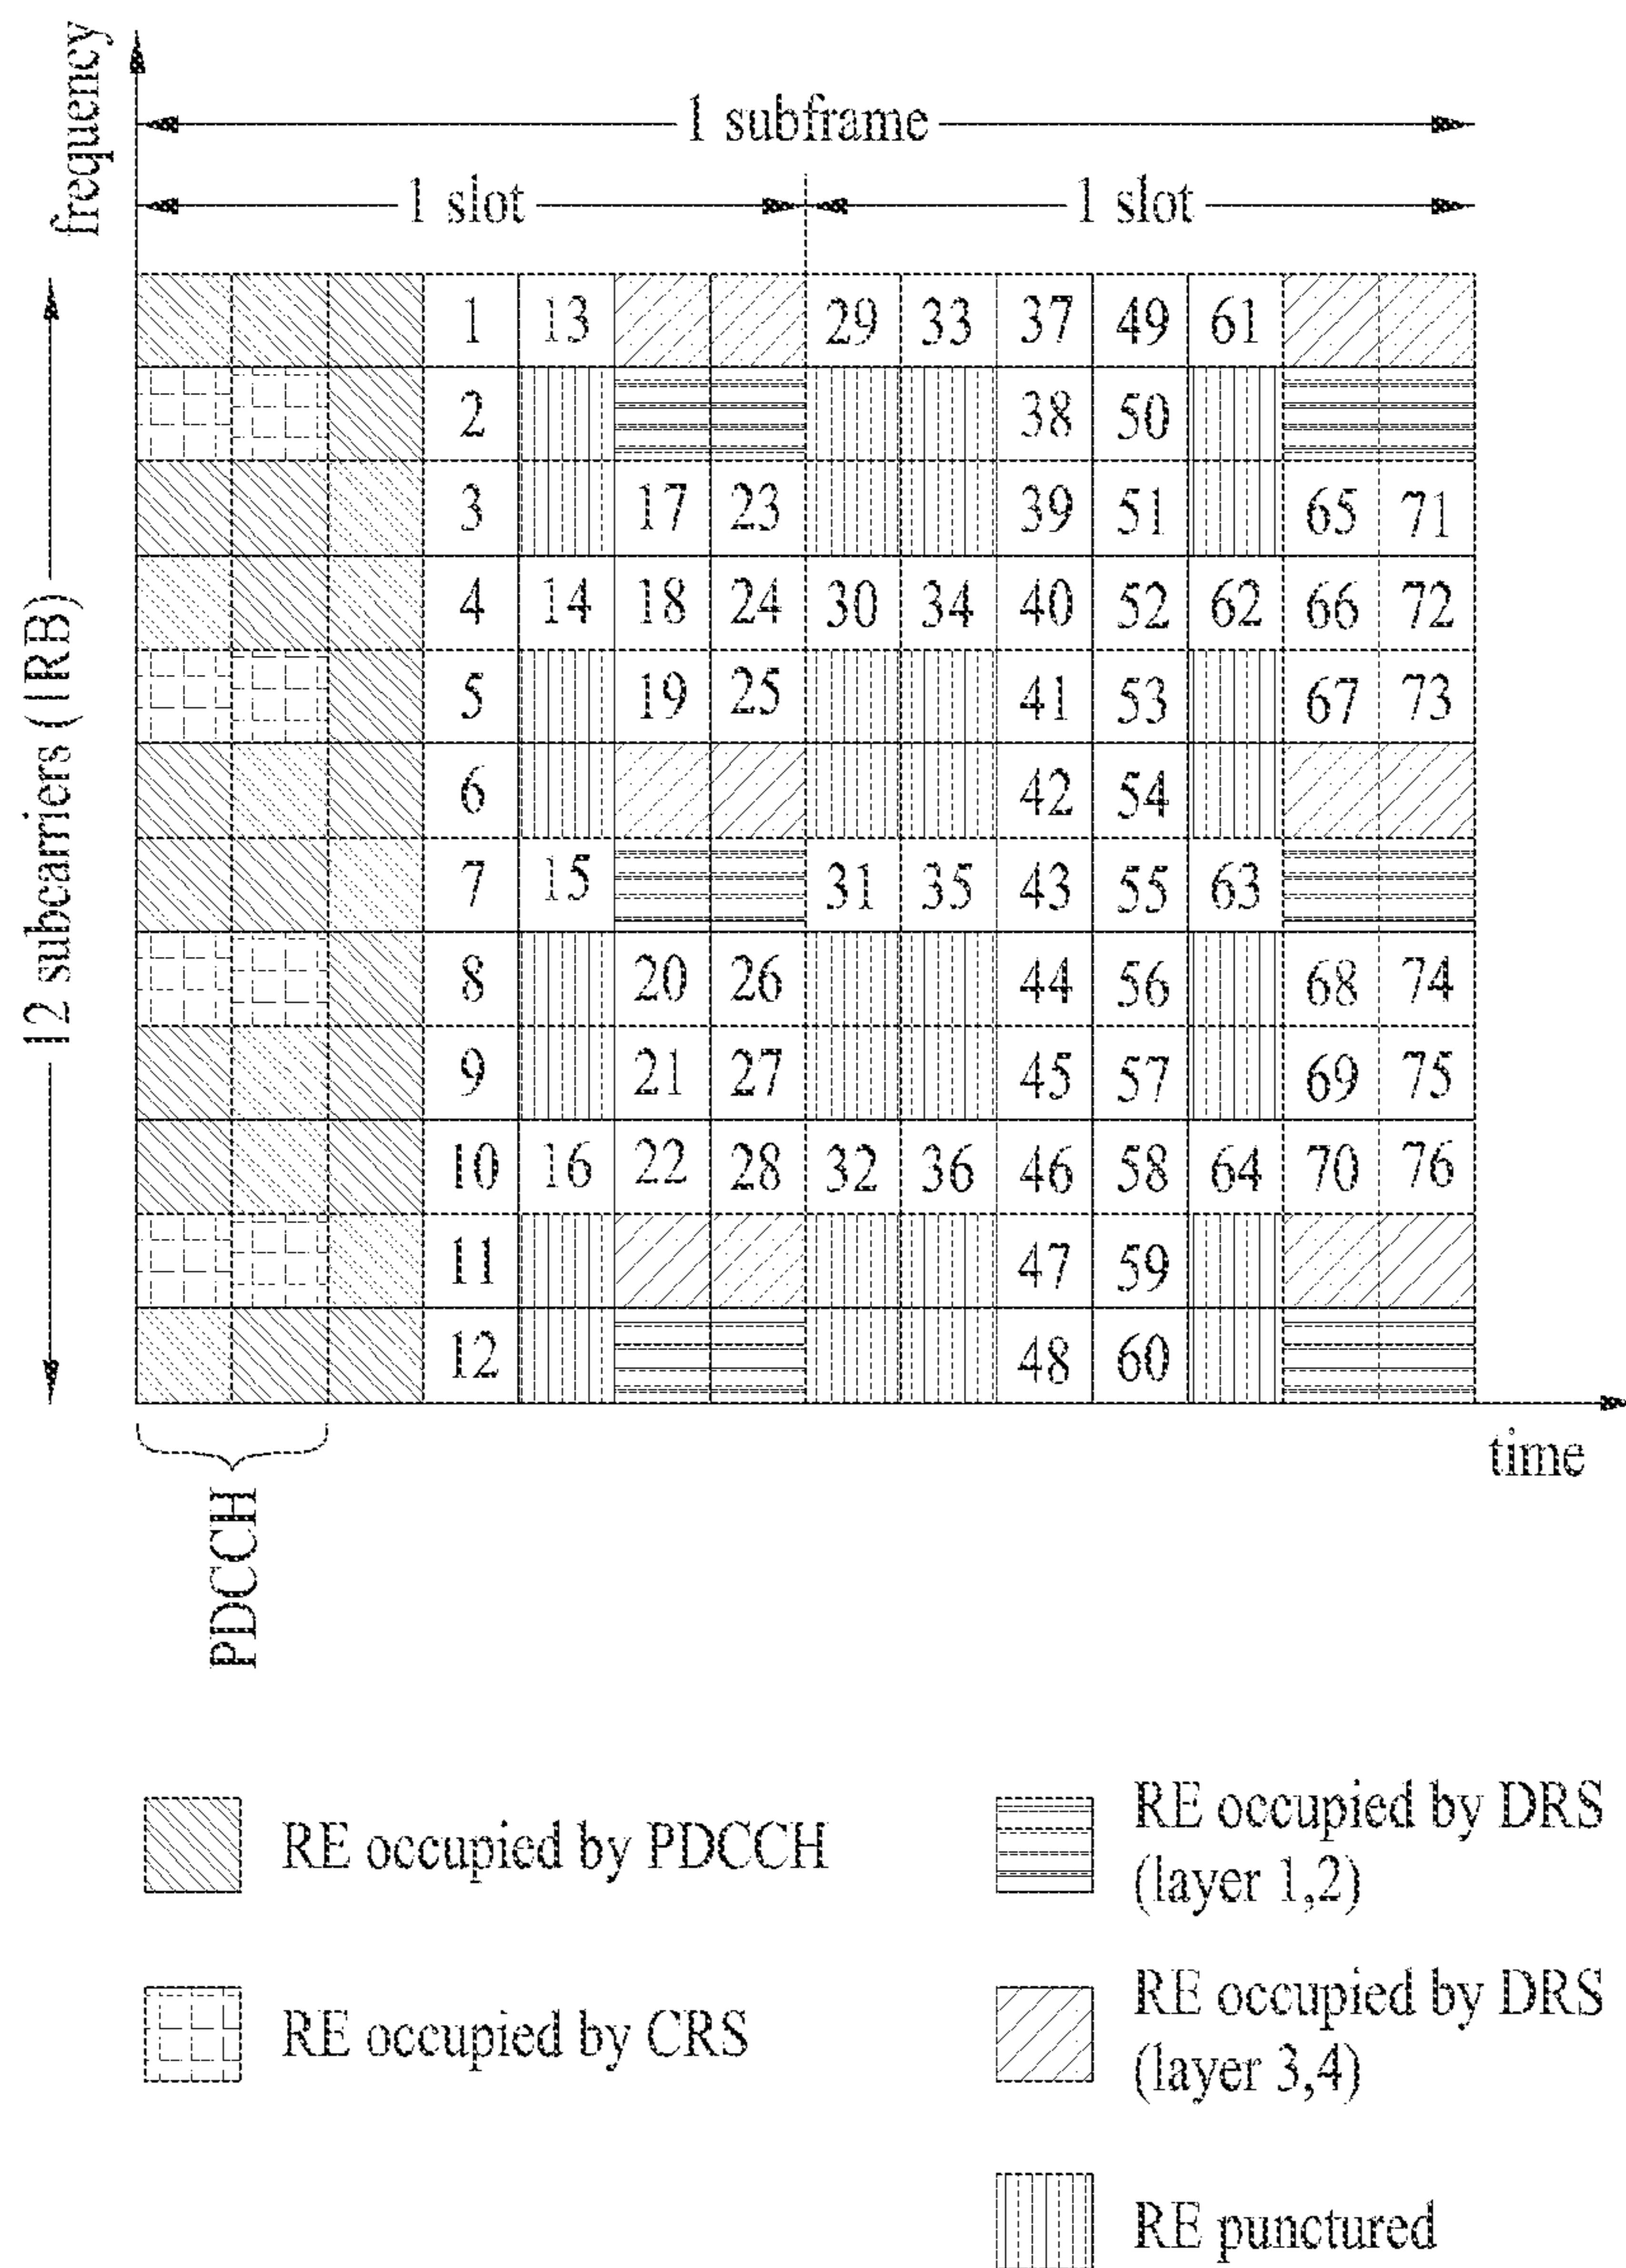 frequency
1 subframe
1 slot 1 slot
12 subcarriers (1RB)
1 13 29 33 37 49 61
2 38 50
3 17 23 39 51 65 71
4 14 18 24 30 34 40 52 62 66 72
5 19 25 41 53 67 73
6 42 54
7 15 31 35 43 55 63
8 20 26 44 56 68 74
9 21 27 45 57 69 75
10 16 22 28 32 36 46 58 64 70 76
11 47 59
12 48 60
time
PDCCH
RE occupied by PDCCH
RE occupied by CRS
RE occupied by DRS
(layer 1,2)
RE occupied by DRS
(layer 3,4)
RE punctured